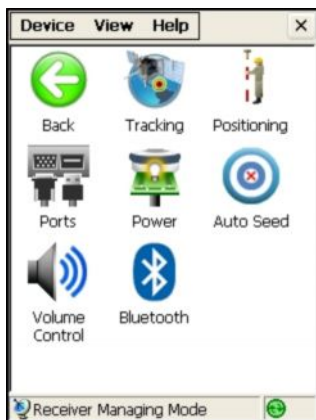 Device View Help
Back Tracking Positioning
Ports Power Auto Seed
Volume Bluetooth
Control
Receiver Managing Mode